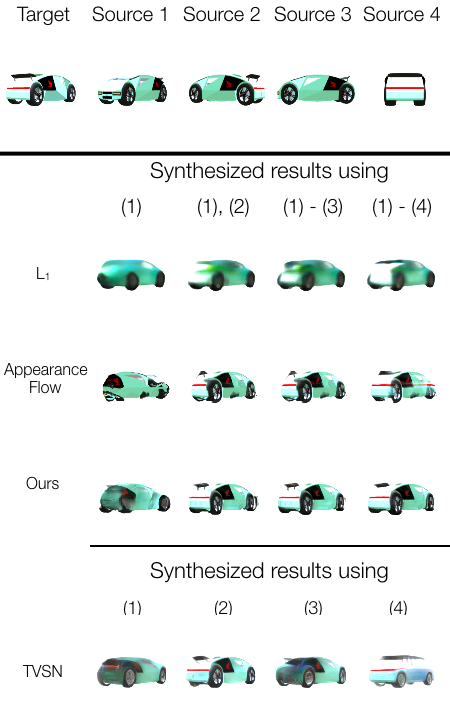 Target Source 1 Source 2 Source 3 Source 4
Synthesized results using
(1) (1), (2) (1) - (3) (1) - (4)
L₁
Appearance
Flow
Ours
Synthesized results using
(1) (2) (3) (4)
TVSN